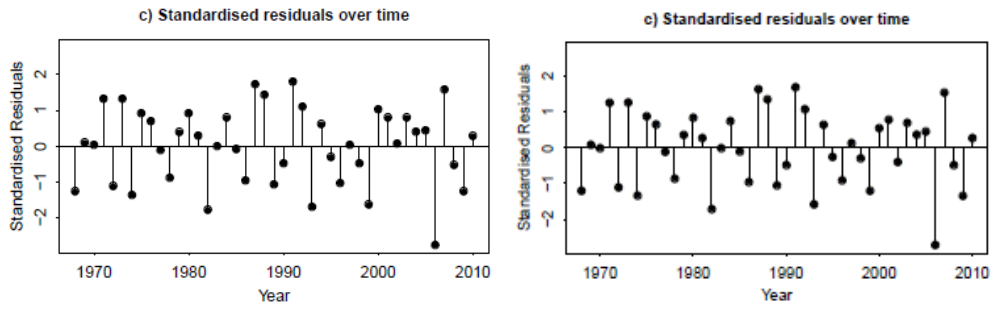 c) Standardised residuals over time
Standardised Residuals
2
1
0
−1
−2
1970 1980 1990 2000 2010
Year
c) Standardised residuals over time
Standardised Residuals
2
1
0
−1
−2
1970 1980 1990 2000 2010
Year